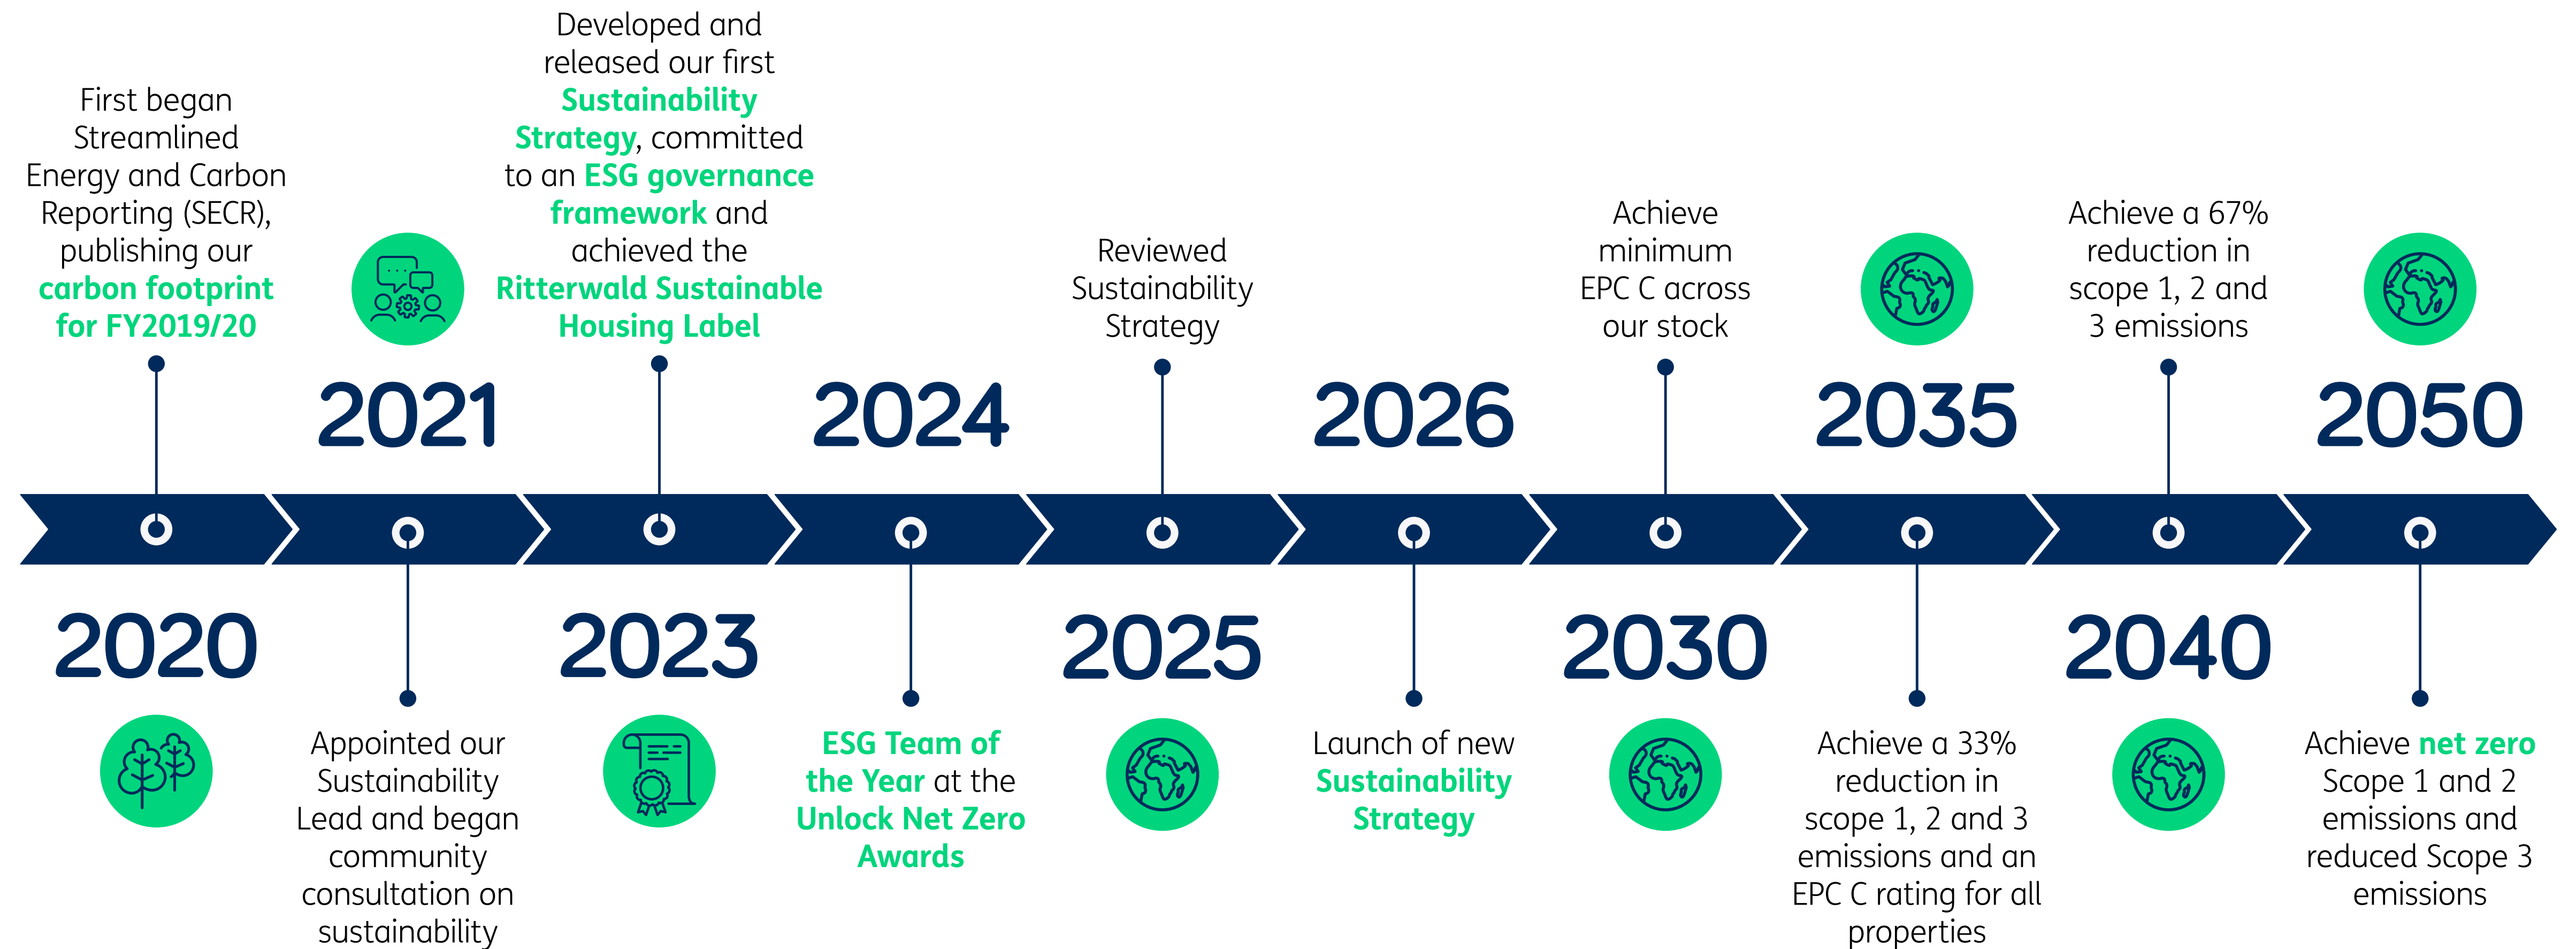 First began
Streamlined
Energy and Carbon
Reporting (SECR),
publishing our
carbon footprint
for FY2019/20
2020
2021
Appointed our
Sustainability
Lead and began
community
consultation on
sustainability
Developed and
released our first
Sustainability
Strategy, committed
to an ESG governance
framework and
achieved the
Ritterwald Sustainable
Housing Label
2023
2024
ESG Team of
the Year at the
Unlock Net Zero
Awards
Reviewed
Sustainability
Strategy
2025
2026
Launch of new
Sustainability
Strategy
Achieve
minimum
EPC C across
our stock
2030
2035
Achieve a 33%
reduction in
scope 1, 2 and 3
emissions and an
EPC C rating for all
properties
Achieve a 67%
reduction in
scope 1, 2 and
3 emissions
2040
2050
Achieve net zero
Scope 1 and 2
emissions and
reduced Scope 3
emissions